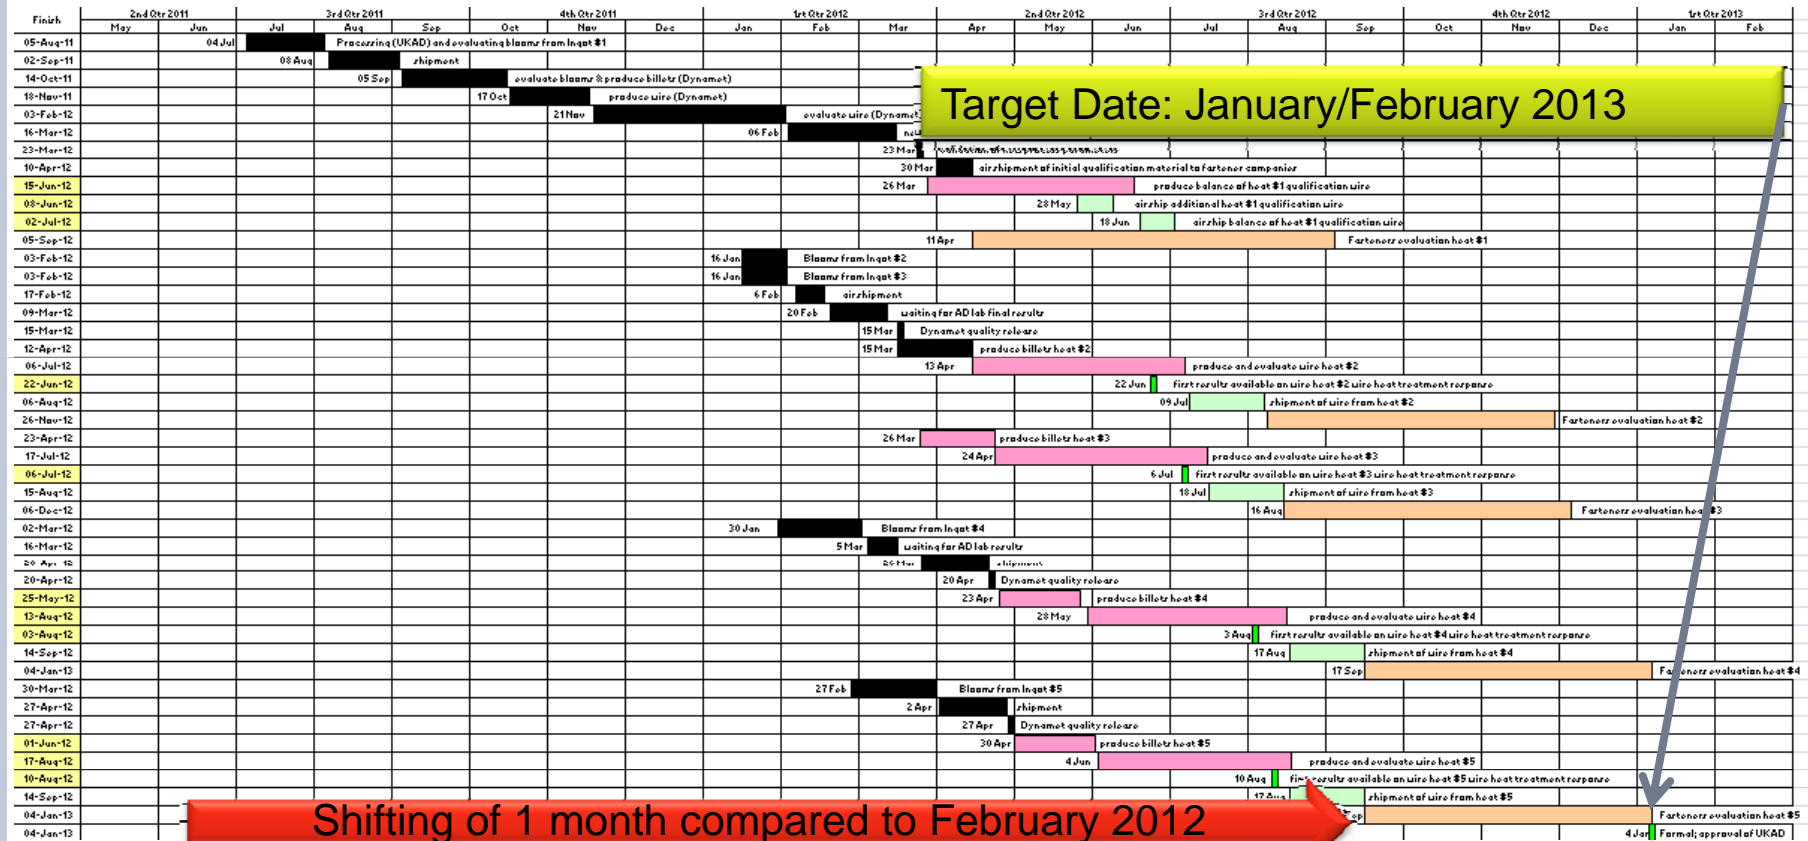 Finish 2nd Qtr 2011 3rd Qtr 2011 4th Qtr 2011 1rt Qtr 2012 2nd Qtr 2012 3rd Qtr 2012 4th Qtr 2012 1rt Qtr 2013
May Jun Jul Aug Sep Oct Nov Dec Jan Feb Mar Apr May Jun Jul Aug Sep Oct Nov Dec Jan Feb
05-Aug-11 04 Jul Processing (UKAD) and evaluating blooms from Ingot #1
02-Sep-11 08 Aug shipment
14-Oct-11 05 Sep evaluate blooms & produce billets (Dynamet)
18-Nov-11 17 Oct produce wire (Dynamet)
Target Date: January/February 2013
03-Feb-12 21 Nov evaluate wire (Dynamet
16-Mar-12 06 Feb
23-Mar-12 23 Mar
10-Apr-12 30 Mar airshipment of initial qualification material to fastener companies
15-Jun-12 26 Mar produce balance of heat #1 qualification wire
08-Jun-12 28 May airship additional heat #1 qualification wire
02-Jul-12 18 Jun airship balance of heat #1 qualification wire
05-Sep-12 11 Apr Fasteners evaluation heat #1
03-Feb-12 16 Jan Blooms from Ingot #2
03-Feb-12 16 Jan Blooms from Ingot #3
17-Feb-12 6 Feb airshipment
09-Mar-12 20 Feb waiting for AD lab final results
15-Mar-12 15 Mar Dynamet quality release
12-Apr-12 15 Mar produce billets heat #2
06-Jul-12 13 Apr produce and evaluate wire heat #2
22-Jun-12 22 Jun first results available on wire heat #2 wire heat treatment response
06-Aug-12 09 Jul shipment of wire from heat #2
26-Nov-12 Fasteners evaluation heat #2
23-Apr-12 26 Mar produce billets heat #3
17-Jul-12 24 Apr produce and evaluate wire heat #3
06-Jul-12 6 Jul first results available on wire heat #3 wire heat treatment response
15-Aug-12 18 Jul shipment of wire from heat #3
06-Dec-12 16 Aug Fasteners evaluation heat #3
02-Mar-12 30 Jan Blooms from Ingot #4
16-Mar-12 5 Mar waiting for AD lab results
26 Mar shipment
20-Apr-12 20 Apr Dynamet quality release
25-May-12 23 Apr produce billets heat #4
13-Aug-12 28 May produce and evaluate wire heat #4
03-Aug-12 3 Aug first results available on wire heat #4 wire heat treatment response
14-Sep-12 17 Aug shipment of wire from heat #4
04-Jan-13 17 Sep Fasteners evaluation heat #4
30-Mar-12 27 Feb Blooms from Ingot #5
27-Apr-12 2 Apr shipment
27-Apr-12 27 Apr Dynamet quality release
01-Jun-12 30 Apr produce billets heat #5
17-Aug-12 4 Jun produce and evaluate wire heat #5
10-Aug-12 10 Aug first results available on wire heat #5 wire heat treatment response
14-Sep-12 17 Aug shipment of wire from heat #5
04-Jan-13 Fasteners evaluation heat #5
Shifting of 1 month compared to February 2012
04-Jan-13 4 Jan Formal; approval of UKAD